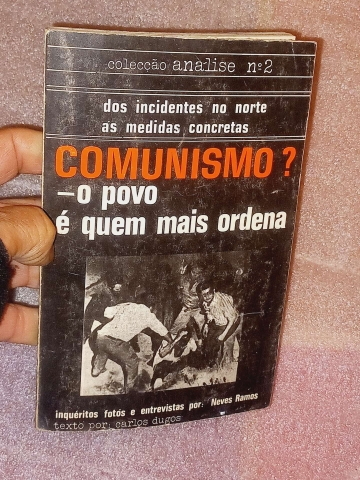 colecção análise nº2
dos incidentes no norte
as medidas concretas
COMUNISMO?
—o povo
é quem mais ordena
inquéritos fotos e entrevistas por: Neves Ramos
texto por: carlos dugos